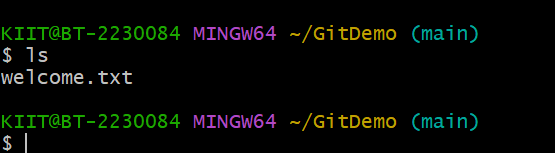 KIIT@BT-2230084 MINGW64 ~/GitDemo (main)
$ ls
welcome.txt
KIIT@BT-2230084 MINGW64 ~/GitDemo (main)
$